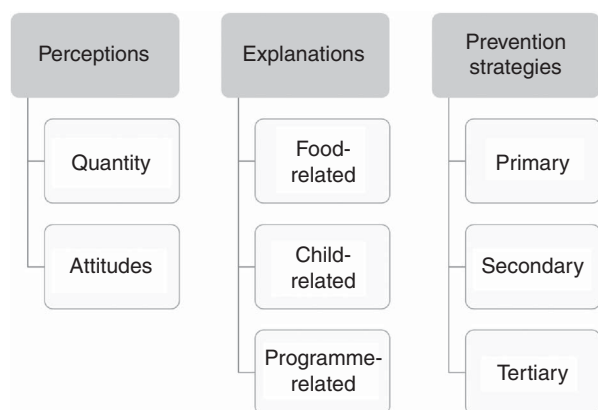 Perceptions
Quantity
Attitudes
Explanations
Food-
related
Child-
related
Programme-
related
Prevention
strategies
Primary
Secondary
Tertiary